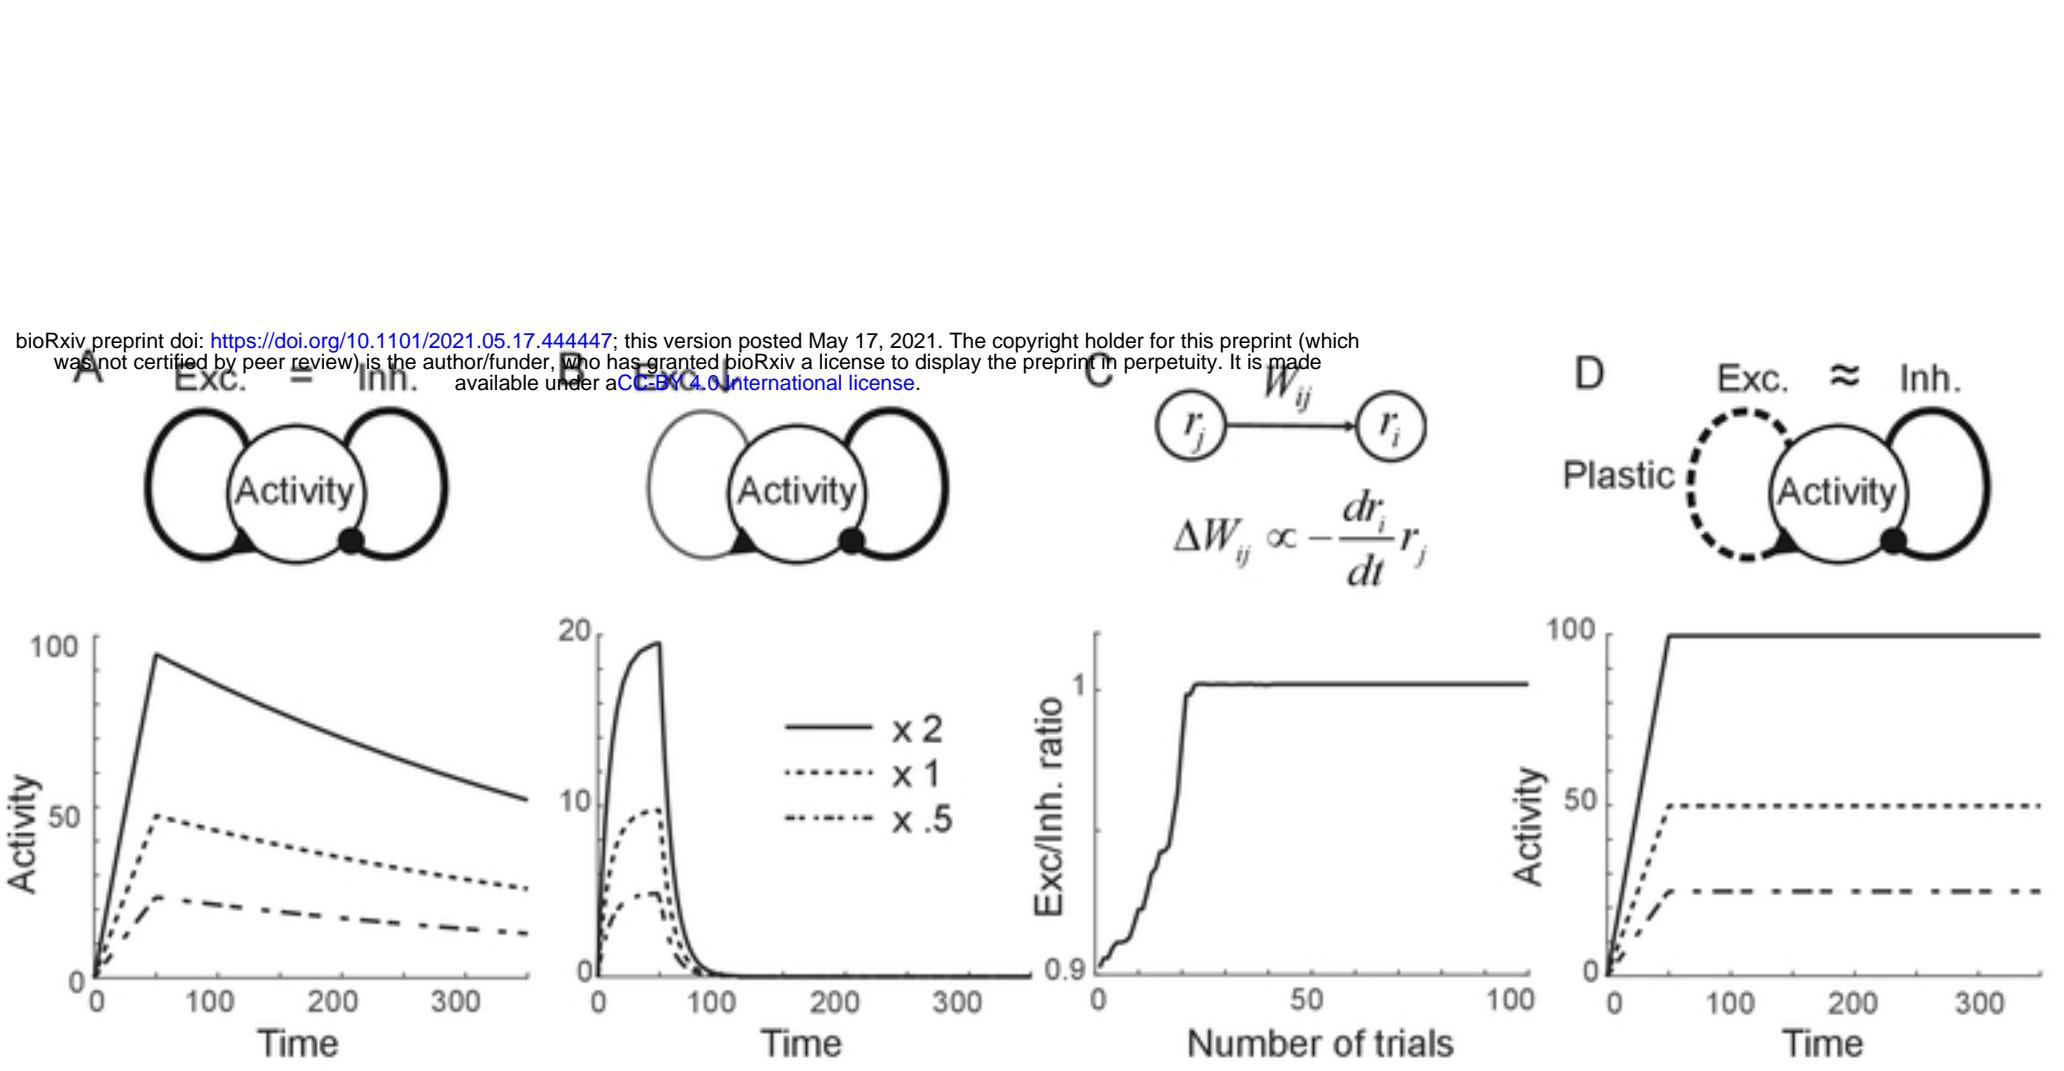 bioRxiv preprint doi: https://doi.org/10.1101/2021.05.17.444447; this version posted May 17, 2021. The copyright holder for this preprint (which
was not certified by peer review) is the author/funder, who has granted bioRxiv a license to display the preprint in perpetuity. It is made
available under aCC-BY 4.0 International license.
A
Exc. = Inh.
Activity
100
50
0
Activity
0 100 200 300
Time
B
Exc. ↓
Activity
20
10
0
x 2
x 1
x .5
0 100 200 300
Time
C
W_ij
r_j r_i
ΔW_ij ∝ − dr_i/dt r_j
1
0.9
Exc/Inh. ratio
0 50 100
Number of trials
D
Exc. ≈ Inh.
Plastic
Activity
100
50
0
Activity
0 100 200 300
Time